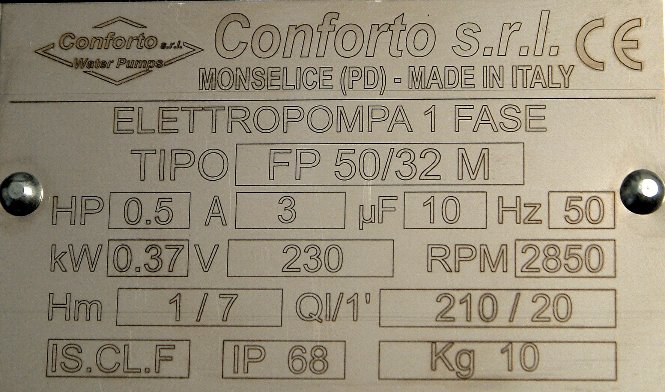 Conforto s.r.l.
Water Pumps
Conforto s.r.l. CE
MONSELICE (PD) - MADE IN ITALY
ELETTROPOMPA 1 FASE
TIPO FP 50/32 M
HP 0.5 A 3 µF 10 Hz 50
kW 0.37 V 230 RPM 2850
Hm 1 / 7 Ql/1' 210 / 20
IS.CL.F IP 68 Kg 10